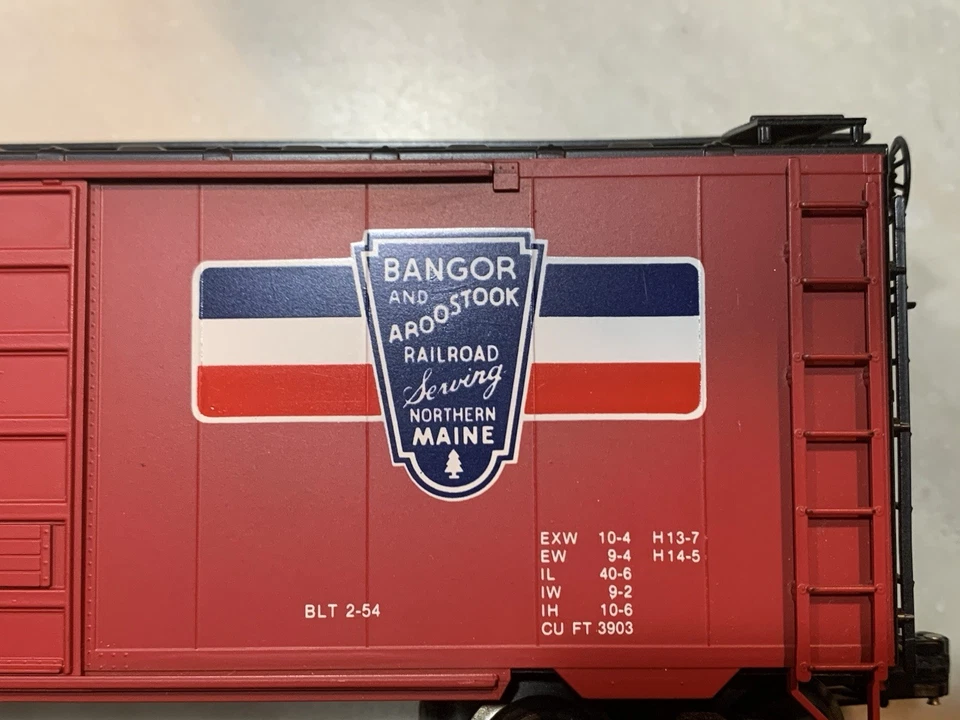 BANGOR
AND AROOSTOOK
RAILROAD
Serving
NORTHERN
MAINE
EXW 10-4 H13-7
EW 9-4 H14-5
IL 40-6
IW 9-2
IH 10-6
CU FT 3903
BLT 2-54